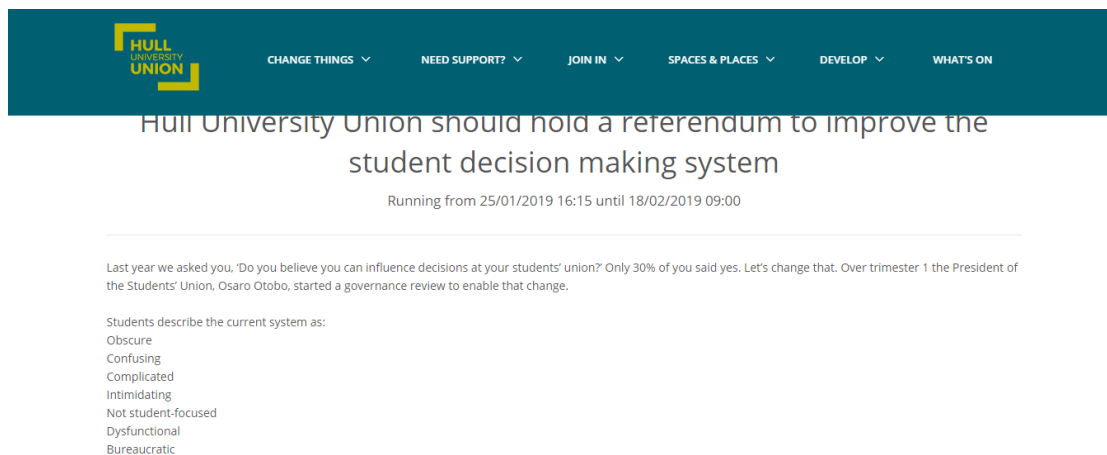 HULL
UNIVERSITY
UNION
CHANGE THINGS
NEED SUPPORT?
JOIN IN
SPACES & PLACES
DEVELOP
WHAT'S ON
Hull University Union should hold a referendum to improve the
student decision making system
Running from 25/01/2019 16:15 until 18/02/2019 09:00
Last year we asked you, 'Do you believe you can influence decisions at your students' union?' Only 30% of you said yes. Let's change that. Over trimester 1 the President of
the Students' Union, Osaro Otobo, started a governance review to enable that change.
Students describe the current system as:
Obscure
Confusing
Complicated
Intimidating
Not student-focused
Dysfunctional
Bureaucratic